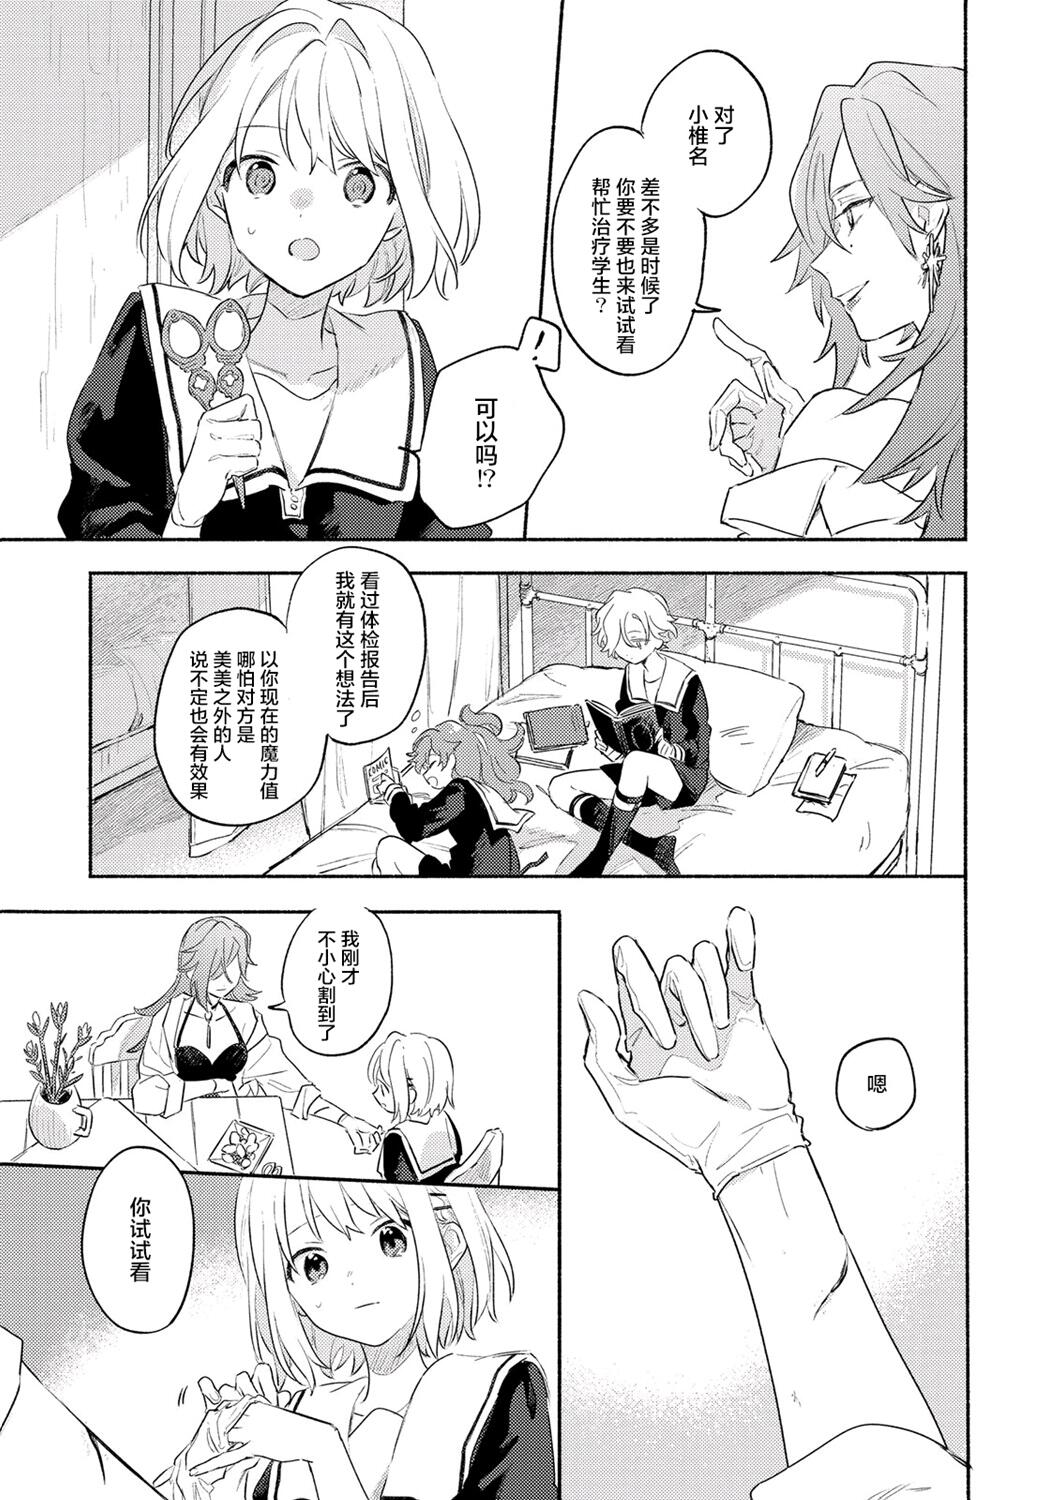 对了
小椎名
差不多是时候了
你要不要也来试试看
帮忙治疗学生？
可以吗!?
看过体检报告后
我就有这个想法了
以你现在的魔力值
哪怕对方是
美美之外的人
说不定也会有效果
COMIC
嗯
我刚才
不小心割到了
你试试看